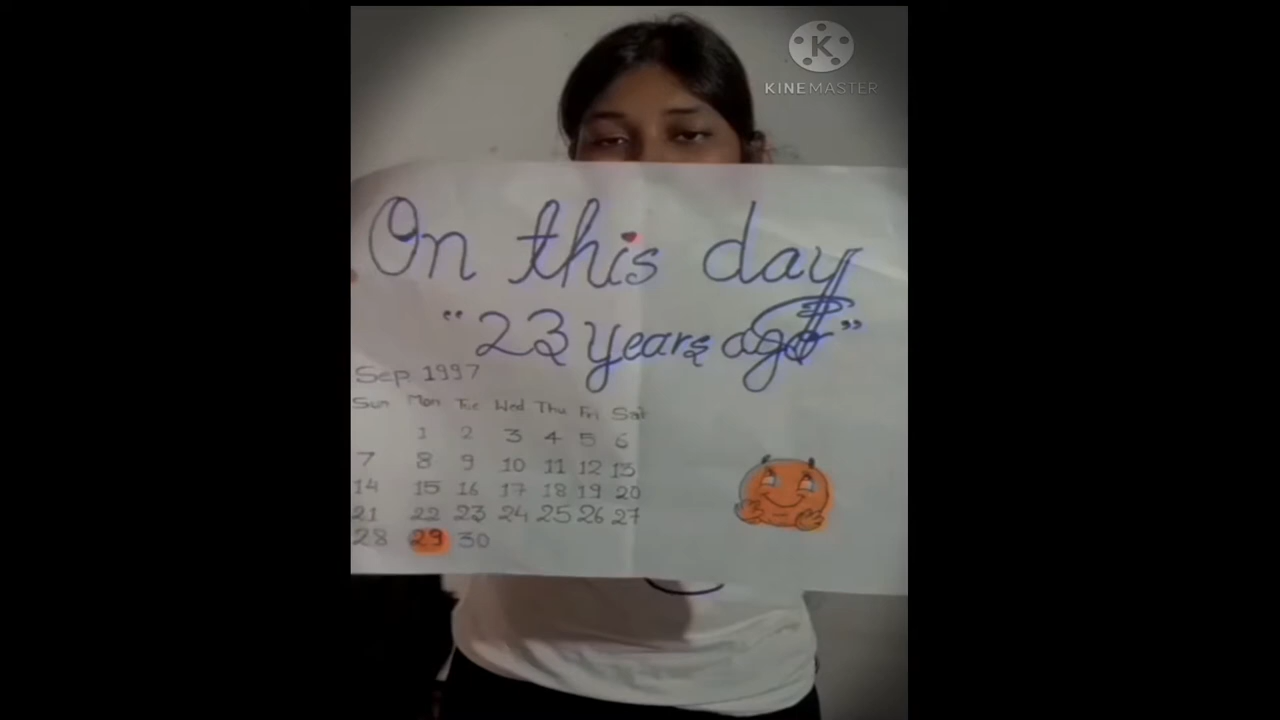 KINEMASTER
On this day
"23 Years ago"
Sep 1997
Sun Mon Tue Wed Thu Fri Sat
1 2 3 4 5 6
7 8 9 10 11 12 13
14 15 16 17 18 19 20
21 22 23 24 25 26 27
28 29 30